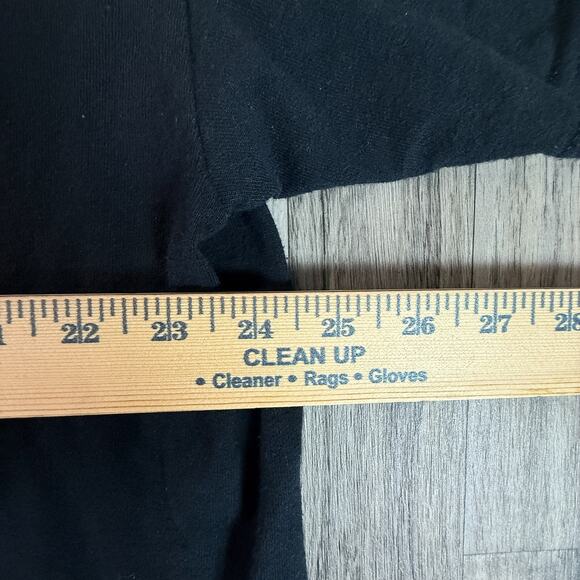 22 23 24 25 26 27 28
CLEAN UP
• Cleaner • Rags • Gloves